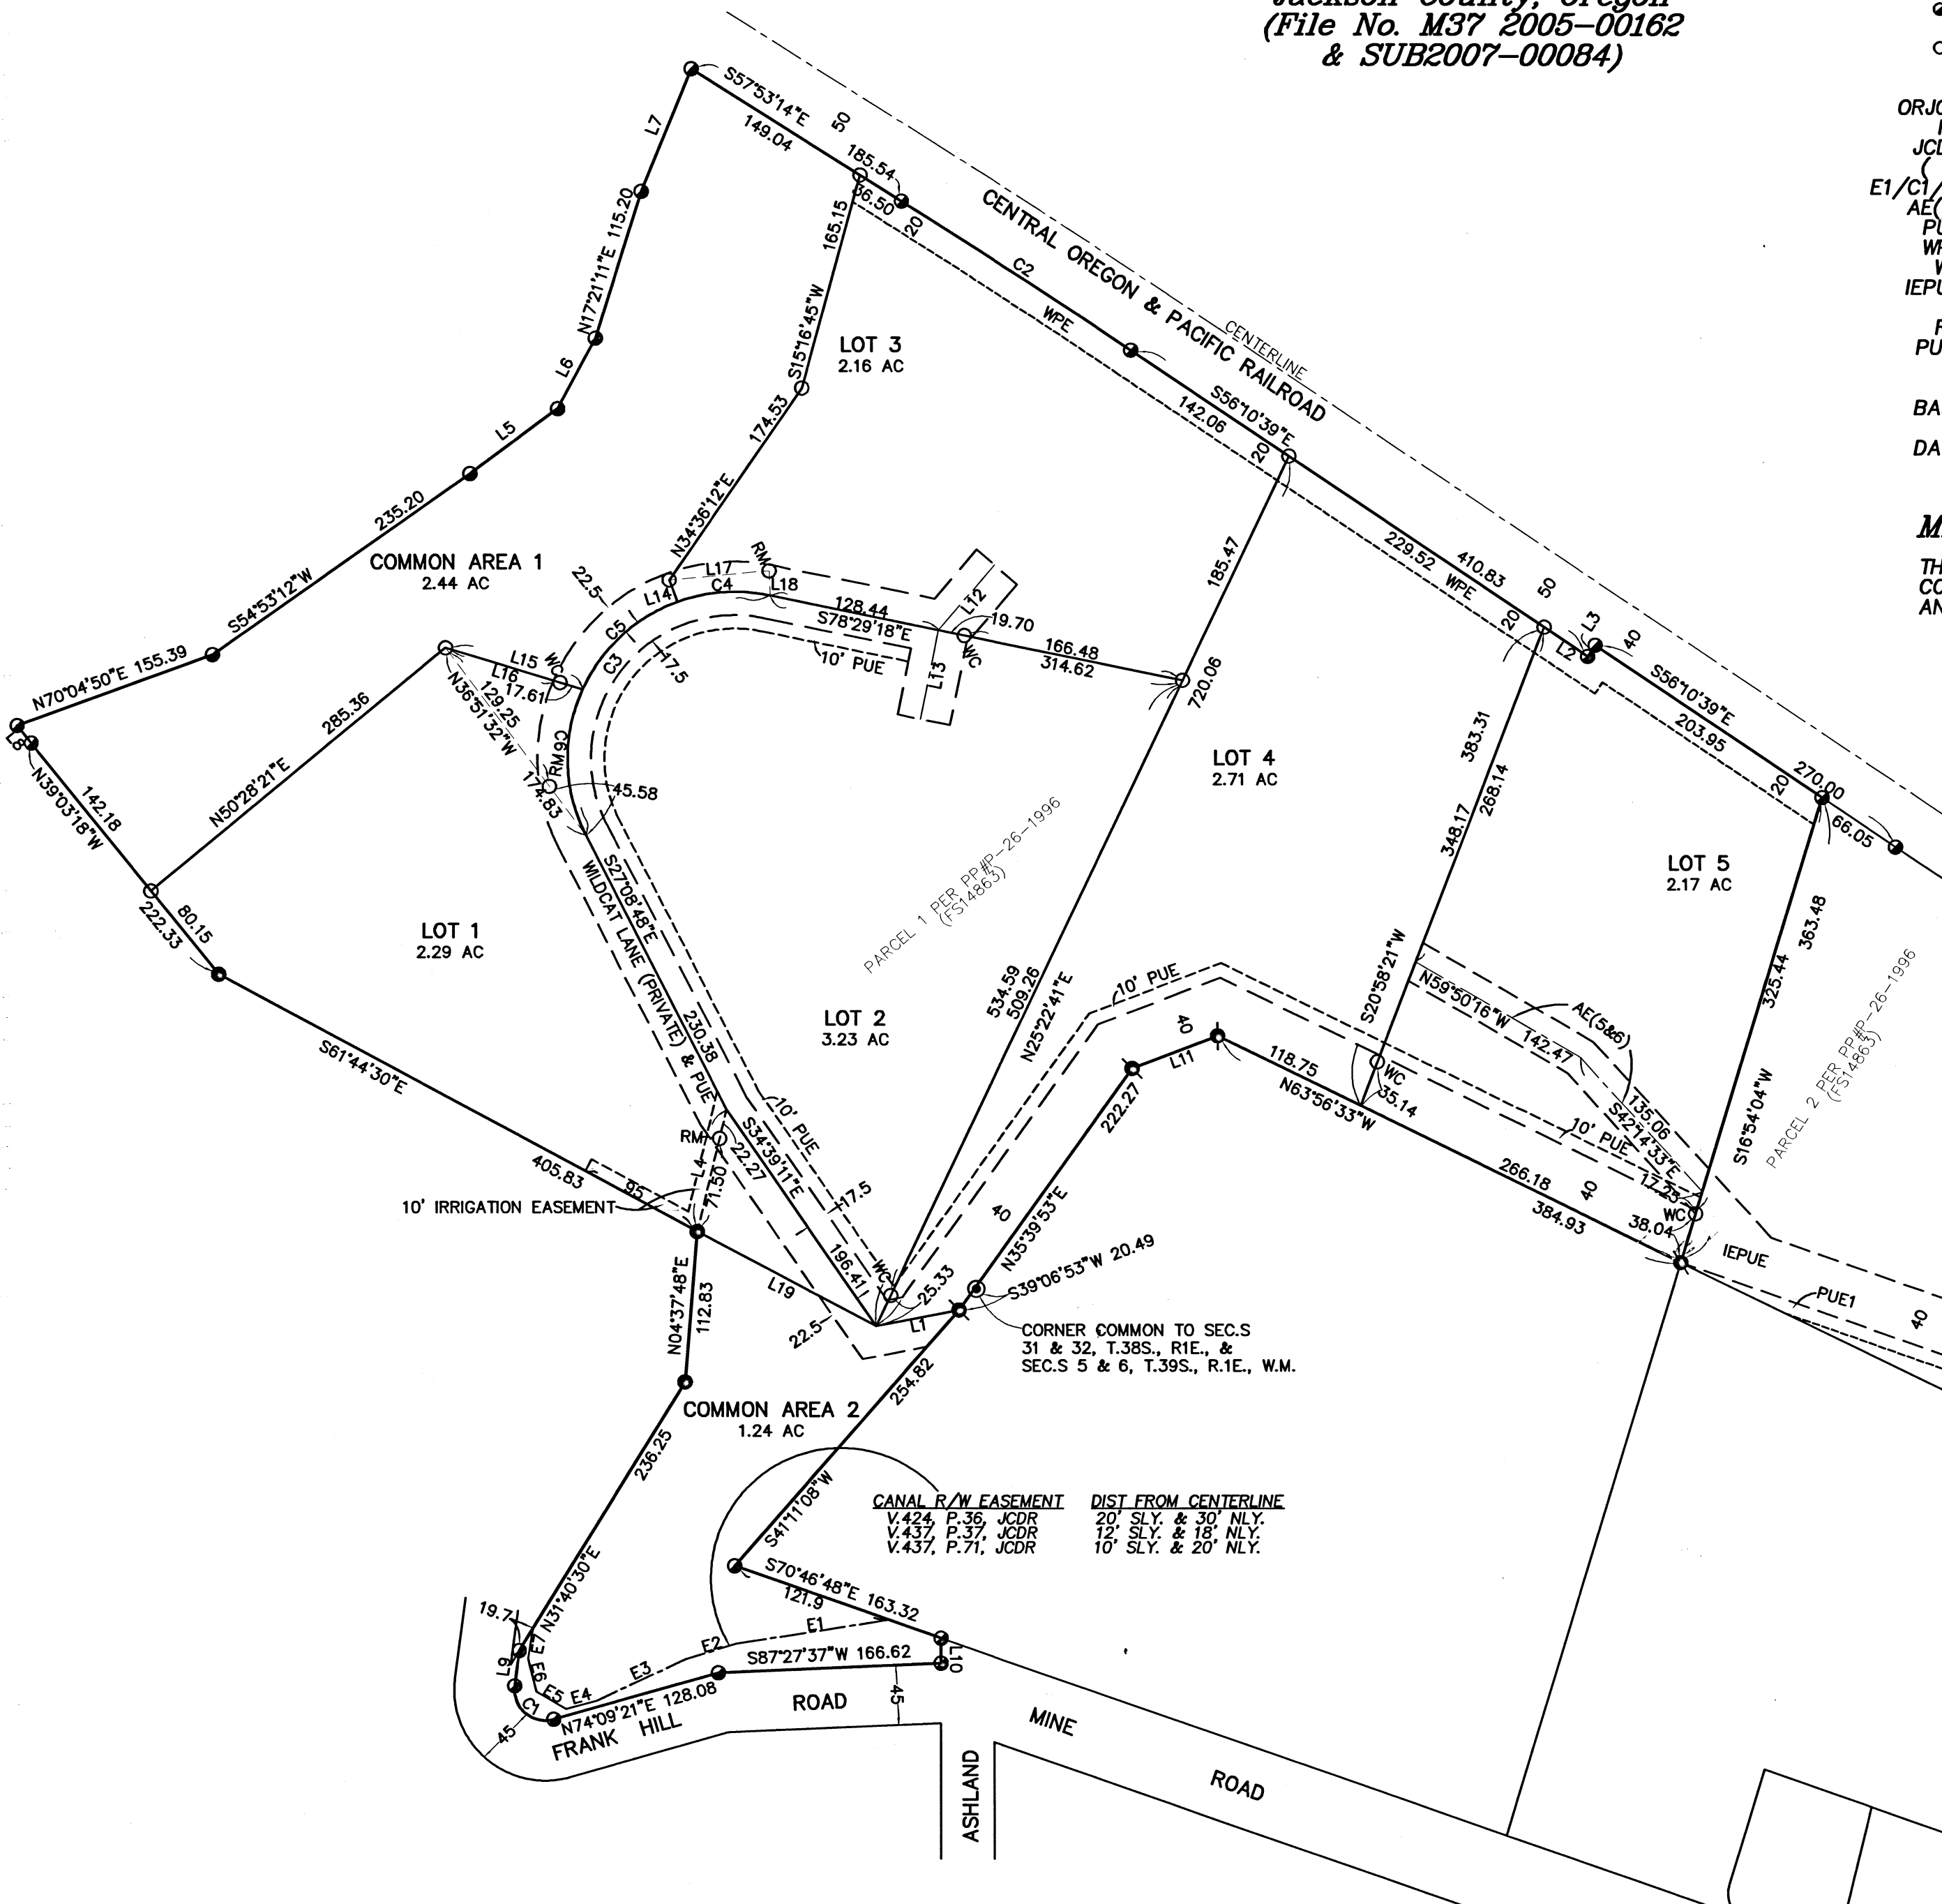 Jackson County, Oregon
(File No. M37 2005-00162
& SUB2007-00084)
S57°53'14"E
149.04
50
185.54
36.50
20
L7
N17°21'11"E 115.20
L6
L5
235.20
S54°53'12"W
N70°04'50"E 155.39
L8
N39°03'18"W
142.18
222.33
80.15
COMMON AREA 1
2.44 AC
N50°28'21"E
285.36
165.15
S15°16'45"W
174.53
N34°36'12"E
LOT 3
2.16 AC
C2
WPE
CENTRAL OREGON & PACIFIC RAILROAD
CENTERLINE
S56°10'39"E
142.06
20
229.52
WPE
410.83
50
20
L3
L2
40
S56°10'39"E
203.95
270.00
20
66.05
22.5
RM
L17
L14
C4
L18
C5
C3
17.5
128.44
S78°29'18"E
10' PUE
L12
L13
19.70
WC
166.48
314.62
L15
L16
WC
17.61
N36°51'32"W
129.25
174.83
RM
C6
45.58
185.47
720.06
LOT 4
2.71 AC
383.31
348.17
268.14
S20°58'21"W
LOT 5
2.17 AC
363.48
325.44
S16°54'04"W
PARCEL 1 PER PP#P-26-1996
(FS14863)
PARCEL 2 PER PP#P-26-1996
(FS14863)
LOT 1
2.29 AC
LOT 2
3.23 AC
S27°08'48"E
WILDCAT LANE (PRIVATE) & PUE
230.38
534.59
509.26
N25°22'41"E
10' PUE
40
L11
118.75
N63°56'33"W
WC
35.14
N59°50'16"W
142.47
AE(5&6)
135.06
S42°14'33"E
10' PUE
17.25
WC
38.04
266.18
384.93
40
IEPUE
PUE1
40
S61°44'30"E
405.83
95
10' IRRIGATION EASEMENT
RM
L4
71.50
22.27
S34°39'11"E
10' PUE
17.5
196.41
WC
25.33
L19
L1
22.5
222.27
N35°39'53"E
40
S39°06'53"W 20.49
CORNER COMMON TO SEC.S
31 & 32, T.38S., R1E., &
SEC.S 5 & 6, T.39S., R.1E., W.M.
N04°37'48"E
112.83
COMMON AREA 2
1.24 AC
254.82
S41°11'08"W
236.25
N31°40'30"E
CANAL R/W EASEMENT DIST FROM CENTERLINE
V.424, P.36, JCDR 20' SLY. & 30' NLY.
V.437, P.37, JCDR 12' SLY. & 18' NLY.
V.437, P.71, JCDR 10' SLY. & 20' NLY.
S70°46'48"E 163.32
121.9
19.7
E7
E6
L9
C1
E5
E4
E3
E2
E1
S87°27'37"W 166.62
L10
N74°09'21"E 128.08
45
45
FRANK HILL ROAD
ASHLAND
MINE
ROAD
ORJC
JCD
(
E1/C1/
AE(
IEPU
PU
BA
DA
TH
CO
AN